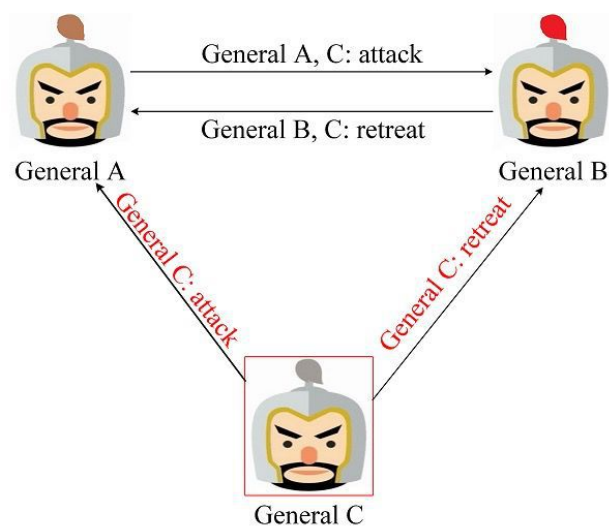 General A, C: attack
General B, C: retreat
General A
General B
General C: attack
General C: retreat
General C